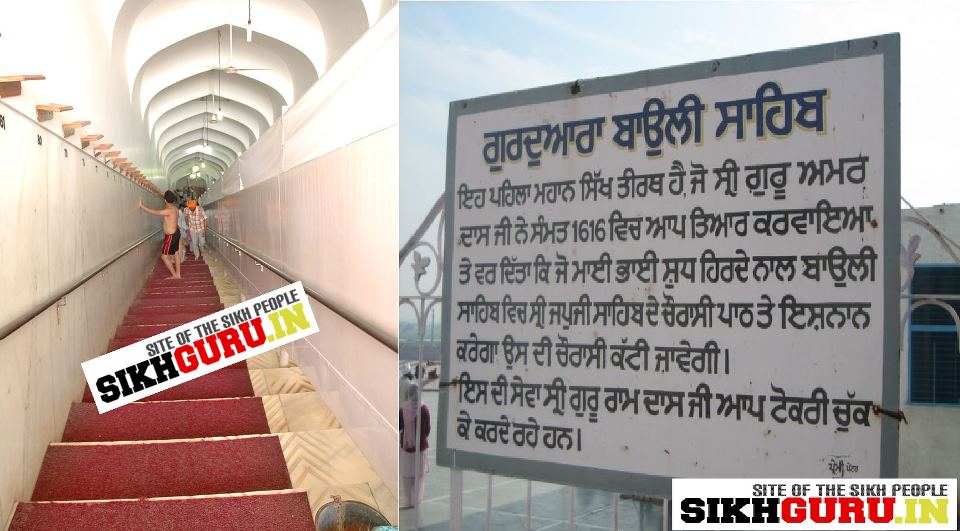 SITE OF THE SIKH PEOPLE
SIKHGURU.IN
ਗੁਰਦੁਆਰਾ ਬਾਉਲੀ ਸਾਹਿਬ
ਇਹ ਪਹਿਲਾ ਮਹਾਨ ਸਿੱਖ ਤੀਰਥ ਹੈ, ਜੋ ਸ੍ਰੀ ਗੁਰੂ ਅਮਰ
ਦਾਸ ਜੀ ਨੇ ਸੰਮਤ 1616 ਵਿਚ ਆਪ ਤਿਆਰ ਕਰਵਾਇਆ
ਤੇ ਵਰ ਦਿੱਤਾ ਕਿ ਜੋ ਮਾਈ ਭਾਈ ਸ਼ੁਧ ਹਿਰਦੇ ਨਾਲ ਬਾਉਲੀ
ਸਾਹਿਬ ਵਿਚ ਸ੍ਰੀ ਜਪੁਜੀ ਸਾਹਿਬ ਦੇ ਚੌਰਾਸੀ ਪਾਠ ਤੇ ਇਸ਼ਨਾਨ
ਕਰੇਗਾ ਉਸ ਦੀ ਚੌਰਾਸੀ ਕੱਟੀ ਜਾਵੇਗੀ।
ਇਸ ਦੀ ਸੇਵਾ ਸ੍ਰੀ ਗੁਰੂ ਰਾਮ ਦਾਸ ਜੀ ਆਪ ਟੋਕਰੀ ਚੁੱਕ
ਕੇ ਕਰਦੇ ਰਹੇ ਹਨ।
ਪ੍ਰੇਮੀ ਪੇਂਟਰ
SITE OF THE SIKH PEOPLE
SIKHGURU.IN